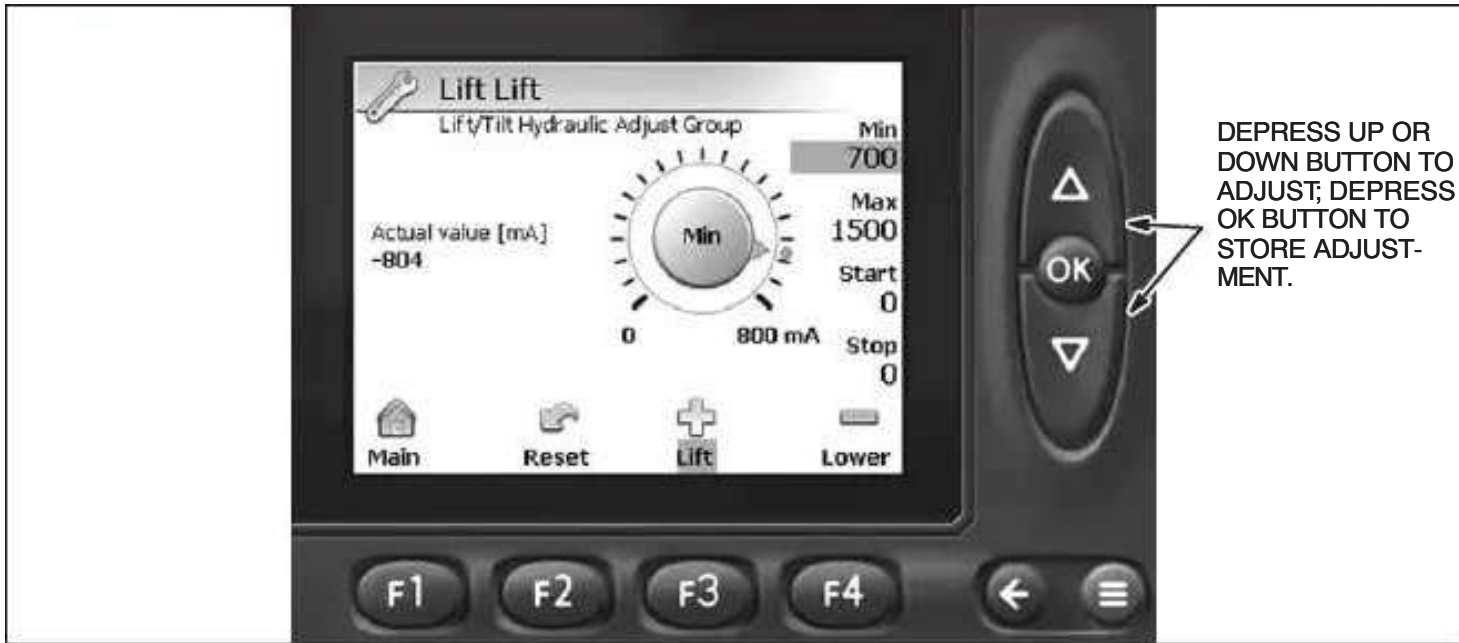 Lift Lift
Lift/Tilt Hydraulic Adjust Group
Min
700
Max
1500
Start
0
Stop
0
Actual value [mA]
-804
Min
0
800 mA
Main
Reset
Lift
Lower
OK
F1
F2
F3
F4
DEPRESS UP OR
DOWN BUTTON TO
ADJUST; DEPRESS
OK BUTTON TO
STORE ADJUST-
MENT.